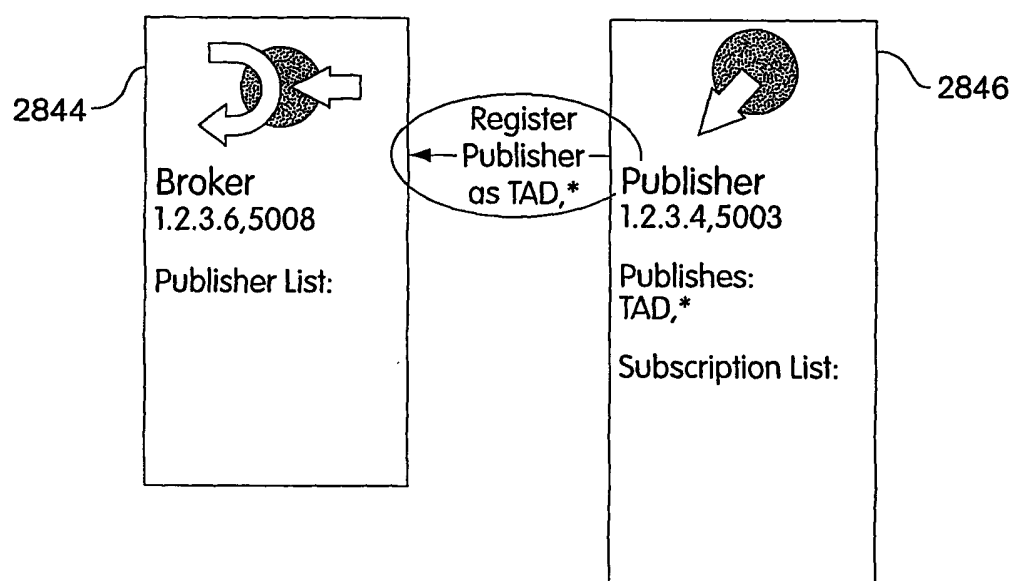 2844
2846
Register
Publisher
as TAD,*
Broker
1.2.3.6,5008
Publisher List:
Publisher
1.2.3.4,5003
Publishes:
TAD,*
Subscription List: